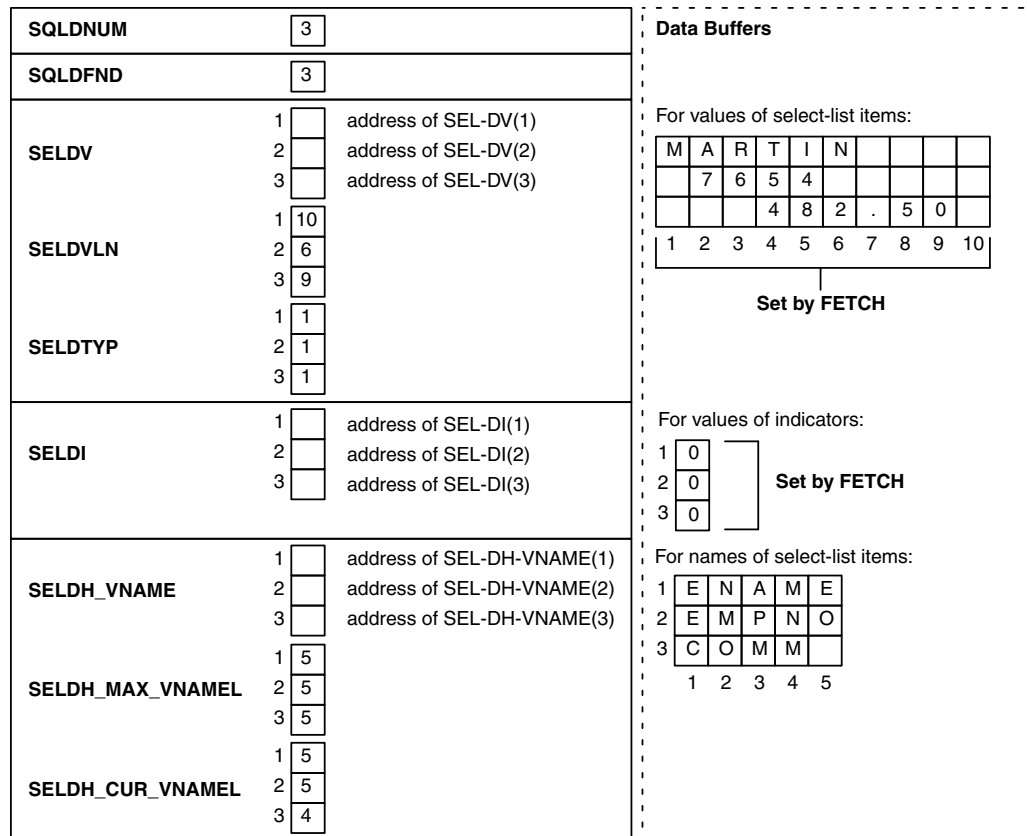 SQLDNUM 3
SQLDFND 3
1 address of SEL-DV(1)
SELDV 2 address of SEL-DV(2)
3 address of SEL-DV(3)
1 10
SELDVLN 2 6
3 9
1 1
SELDTYP 2 1
3 1
1 address of SEL-DI(1)
SELDI 2 address of SEL-DI(2)
3 address of SEL-DI(3)
1 address of SEL-DH-VNAME(1)
SELDH_VNAME 2 address of SEL-DH-VNAME(2)
3 address of SEL-DH-VNAME(3)
1 5
SELDH_MAX_VNAMEL 2 5
3 5
1 5
SELDH_CUR_VNAMEL 2 5
3 4
Data Buffers
For values of select-list items:
M A R T I N
7 6 5 4
4 8 2 . 5 0
1 2 3 4 5 6 7 8 9 10
Set by FETCH
For values of indicators:
1 0
2 0 Set by FETCH
3 0
For names of select-list items:
1 E N A M E
2 E M P N O
3 C O M M
1 2 3 4 5